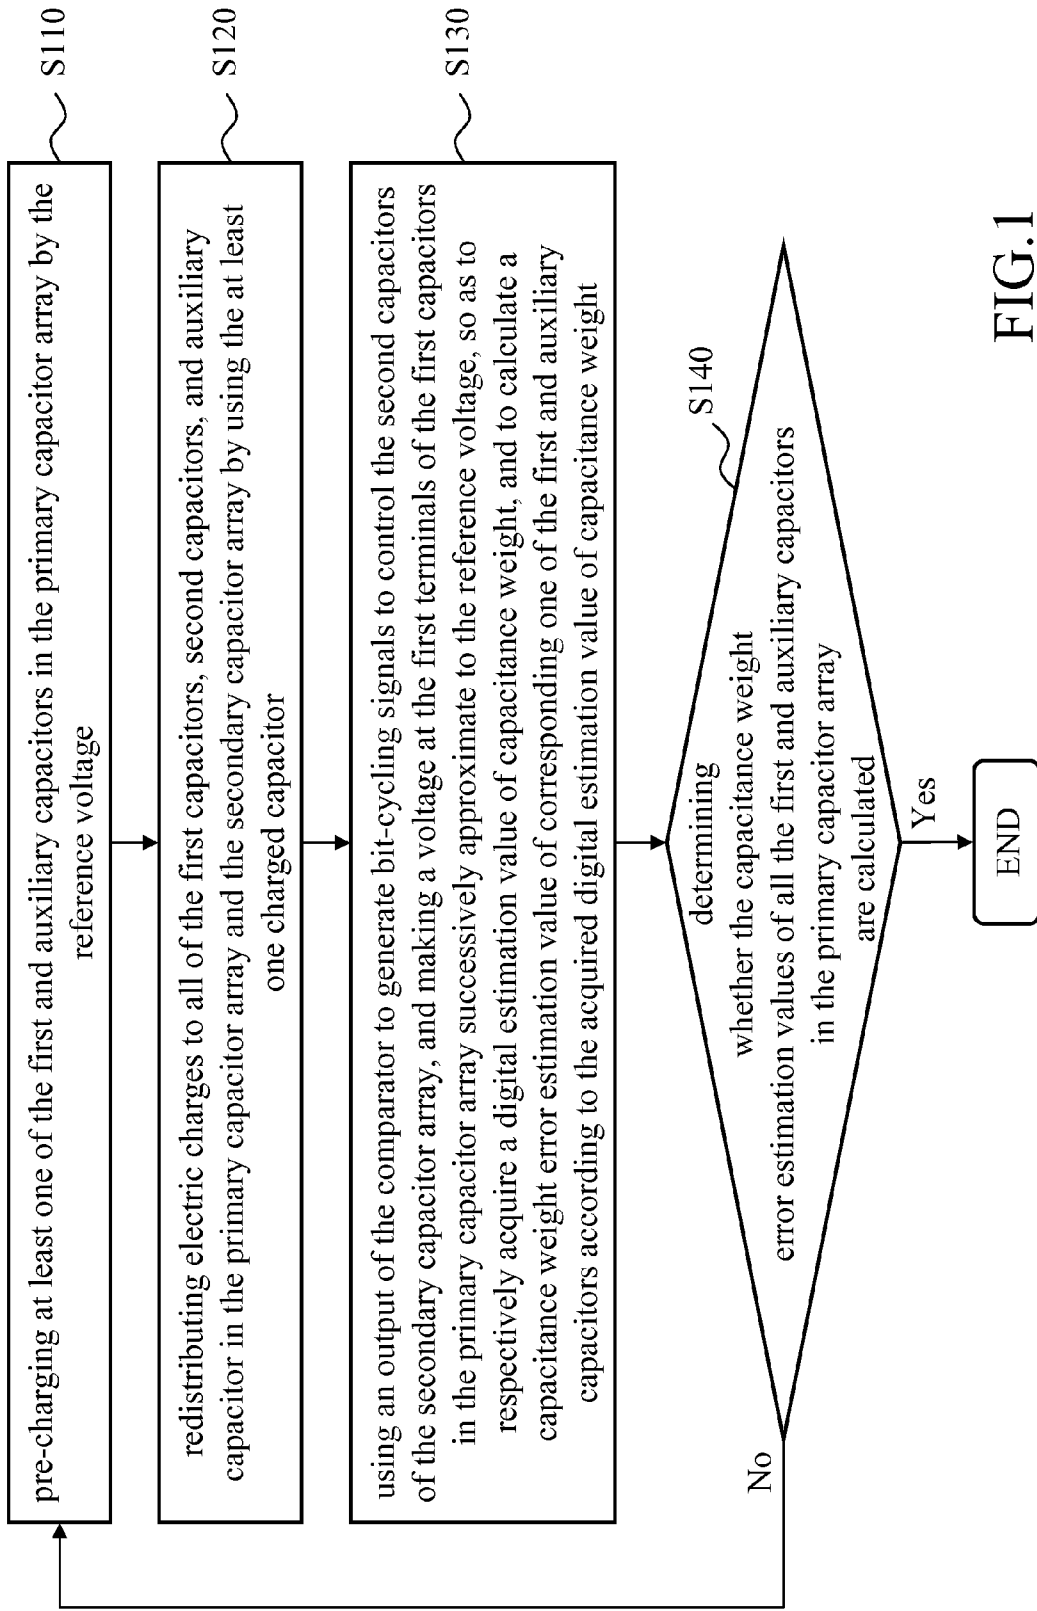 pre-charging at least one of the first and auxiliary capacitors in the primary capacitor array by the
reference voltage
S110
redistributing electric charges to all of the first capacitors, second capacitors, and auxiliary
capacitor in the primary capacitor array and the secondary capacitor array by using the at least
one charged capacitor
S120
using an output of the comparator to generate bit-cycling signals to control the second capacitors
of the secondary capacitor array, and making a voltage at the first terminals of the first capacitors
in the primary capacitor array successively approximate to the reference voltage, so as to
respectively acquire a digital estimation value of capacitance weight, and to calculate a
capacitance weight error estimation value of corresponding one of the first and auxiliary
capacitors according to the acquired digital estimation value of capacitance weight
S130
determining
whether the capacitance weight
error estimation values of all the first and auxiliary capacitors
in the primary capacitor array
are calculated
S140
No
Yes
END
FIG.1